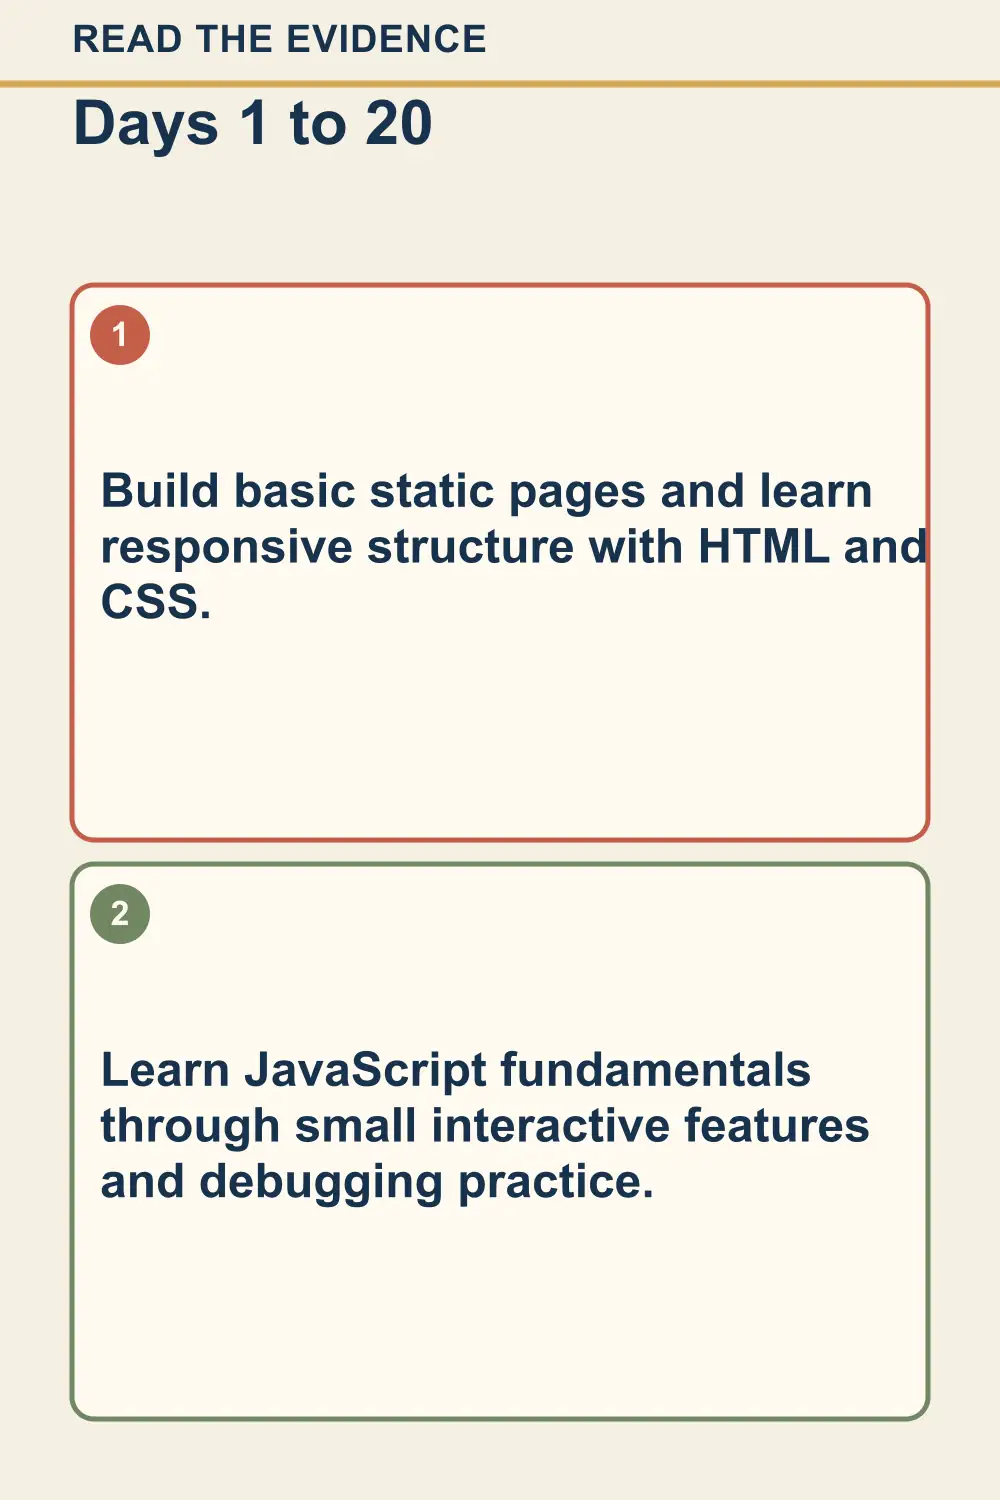 READ THE EVIDENCE
Days 1 to 20
1
Build basic static pages and learn
responsive structure with HTML and
CSS.
2
Learn JavaScript fundamentals
through small interactive features
and debugging practice.